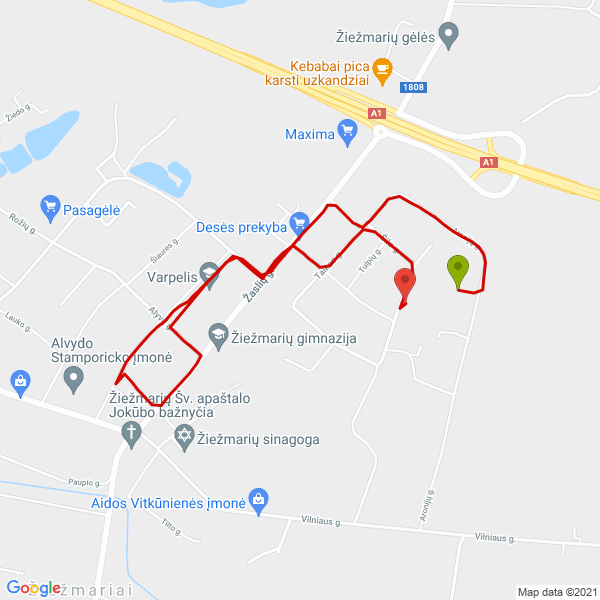 Žiežmarių gėlės
Kebabai pica
karsti uzkandziai
1808
A1
Maxima
A1
Žiedo g.
Pasagėlė
Rožių g.
Šiaurės g.
Desės prekyba
Tulpių g.
Varpelis
Žaslių g.
Alyvų g.
Lauko g.
Alvydo
Stamporicko įmonė
Žiežmarių gimnazija
Žiežmarių Šv. apaštalo
Jokūbo bažnyčia
Žiežmarių sinagoga
Paupio g.
Aidos Vitkūnienės įmonė
Tilto g.
Vilniaus g.
Aronijų g.
Vilniaus g.
Žiežmariai
Google
Map data ©2021